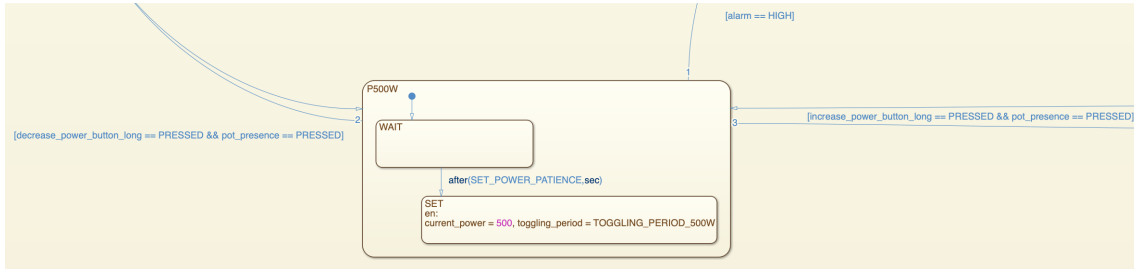 [alarm == HIGH]
1
P500W
2
3
[decrease_power_button_long == PRESSED && pot_presence == PRESSED]
[increase_power_button_long == PRESSED && pot_presence == PRESSED]
WAIT
after(SET_POWER_PATIENCE,sec)
SET
en:
current_power = 500, toggling_period = TOGGLING_PERIOD_500W